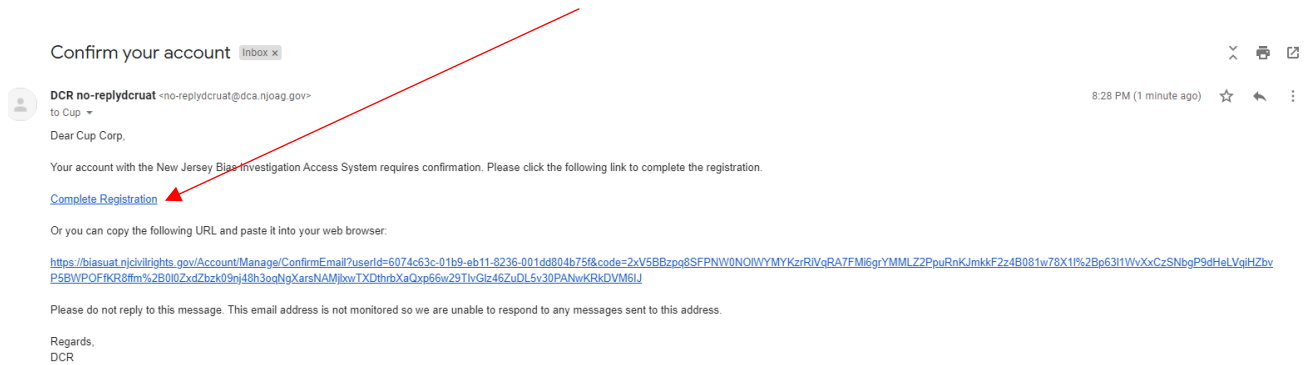 Confirm your account Inbox x
DCR no-replydcruat <no-replydcruat@dca.njoag.gov> 8:28 PM (1 minute ago)
to Cup
Dear Cup Corp,
Your account with the New Jersey Bias Investigation Access System requires confirmation. Please click the following link to complete the registration.
Complete Registration
Or you can copy the following URL and paste it into your web browser:
https://biasuat.njcivilrights.gov/Account/Manage/ConfirmEmail?userId=6074c63c-01b9-eb11-8236-001dd804b75f&code=2xV5BBzpq8SFPNW0NOlWYMYKzrRiVqRA7FMi6grYMMLZ2PpuRnKJmkkF2z4B081w78X1I%2Bp63I1WvXxCzSNbgP9dHeLVqiHZbv
P5BWPOFfKR8ffm%2B0I0ZxdZbzk09nj48h3oqNgXarsNAMjlxwTXDthrbXaQxp66w29TIvGlz46ZuDL5v30PANwKRkDVM6IJ
Please do not reply to this message. This email address is not monitored so we are unable to respond to any messages sent to this address.
Regards,
DCR